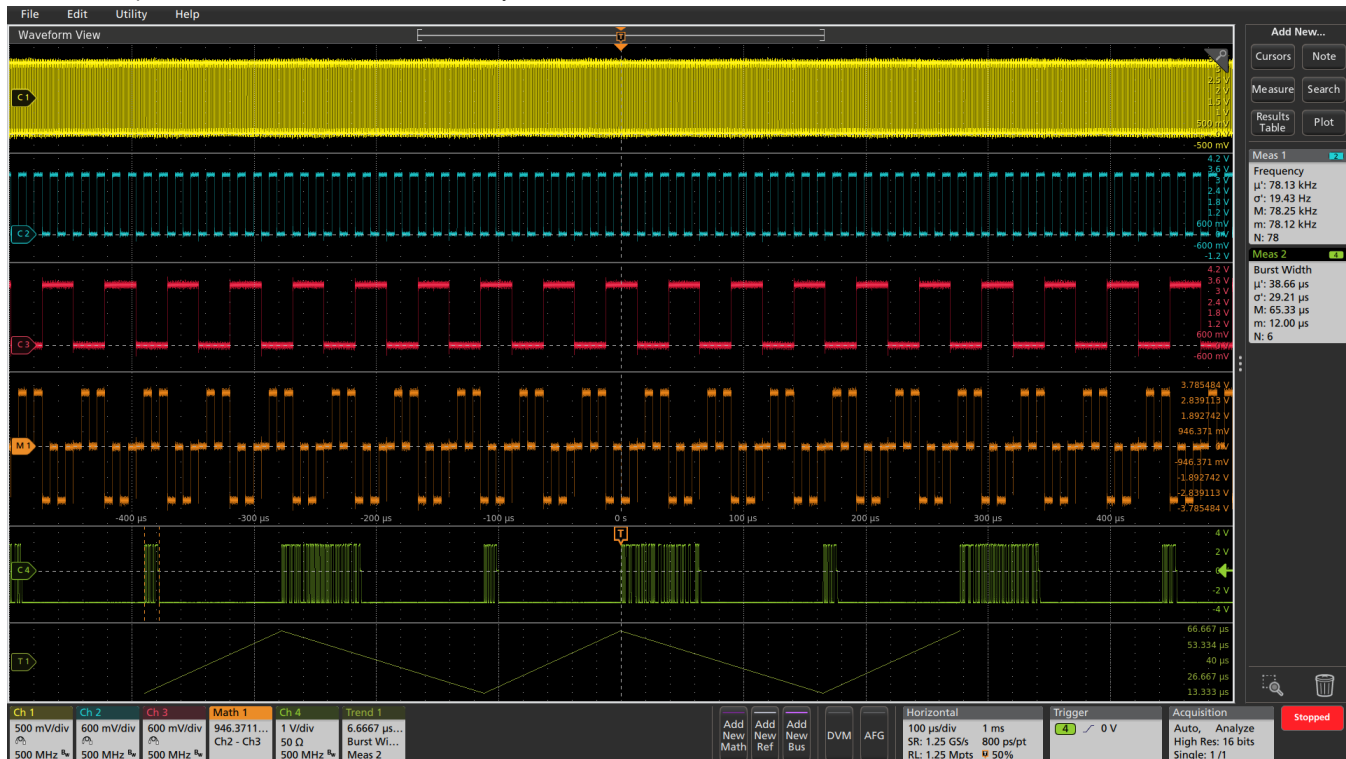 File Edit Utility Help
Waveform View
Add New...
Cursors Note
Measure Search
Results Table Plot
C 1
2.5 V
2 V
1.5 V
1 V
500 mV
-500 mV
C 2
4.2 V
3.6 V
3 V
2.4 V
1.8 V
1.2 V
600 mV
0 V
-600 mV
-1.2 V
C 3
4.2 V
3.6 V
3 V
2.4 V
1.8 V
1.2 V
600 mV
-600 mV
M 1
3.785484 V
2.839113 V
1.892742 V
946.371 mV
0 V
-946.371 mV
-1.892742 V
-2.839113 V
-3.785484 V
-400 µs -300 µs -200 µs -100 µs 0 s 100 µs 200 µs 300 µs 400 µs
T
C 4
4 V
2 V
-2 V
-4 V
T 1
66.667 µs
53.334 µs
40 µs
26.667 µs
13.333 µs
Meas 1 2
Frequency
µ': 78.13 kHz
σ': 19.43 Hz
M: 78.25 kHz
m: 78.12 kHz
N: 78
Meas 2 4
Burst Width
µ': 38.66 µs
σ': 29.21 µs
M: 65.33 µs
m: 12.00 µs
N: 6
Ch 1
500 mV/div
500 MHz Bw
Ch 2
600 mV/div
500 MHz Bw
Ch 3
600 mV/div
500 MHz Bw
Math 1
946.3711...
Ch2 - Ch3
Ch 4
1 V/div
50 Ω
500 MHz Bw
Trend 1
6.6667 µs...
Burst Wi...
Meas 2
Add New Math
Add New Ref
Add New Bus
DVM
AFG
Horizontal
100 µs/div 1 ms
SR: 1.25 GS/s 800 ps/pt
RL: 1.25 Mpts 50%
Trigger
4 0 V
Acquisition
Auto, Analyze
High Res: 16 bits
Single: 1 /1
Stopped